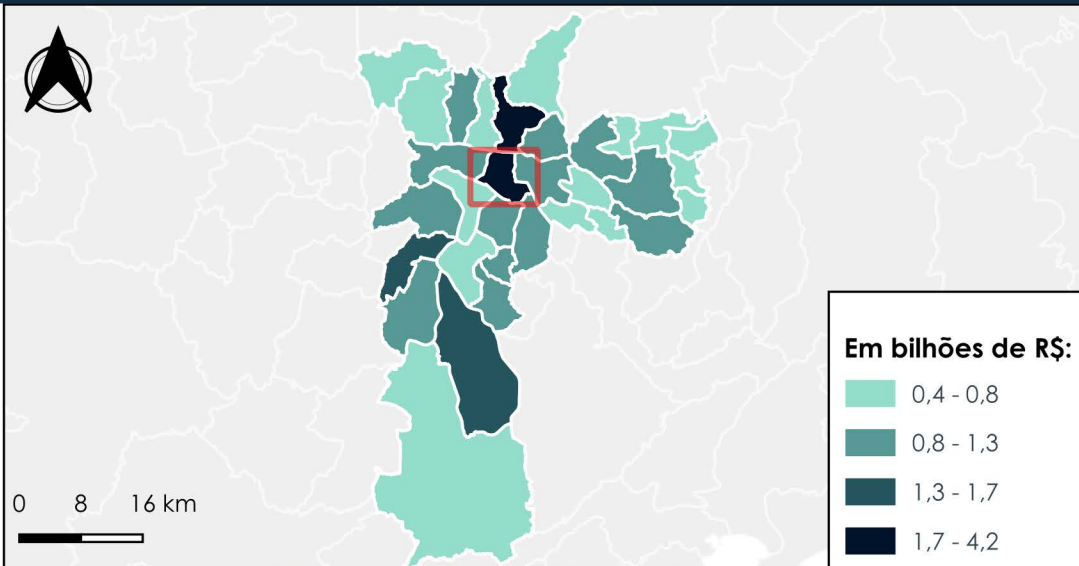 Em bilhões de R$:
0,4 - 0,8
0,8 - 1,3
1,3 - 1,7
1,7 - 4,2
0 8 16 km